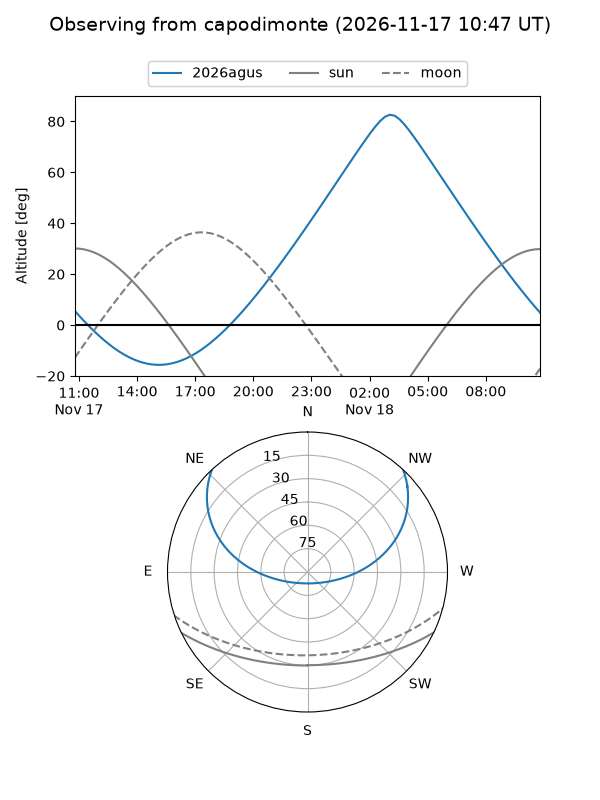 Observing from capodimonte (2026-11-17 10:47 UT)
2026agus sun moon
Altitude [deg]
80
60
40
20
0
−20
11:00 14:00 17:00 20:00 23:00 02:00 05:00 08:00
Nov 17 Nov 18
N
NE NW
15
30
45
60
75
E W
SE SW
S